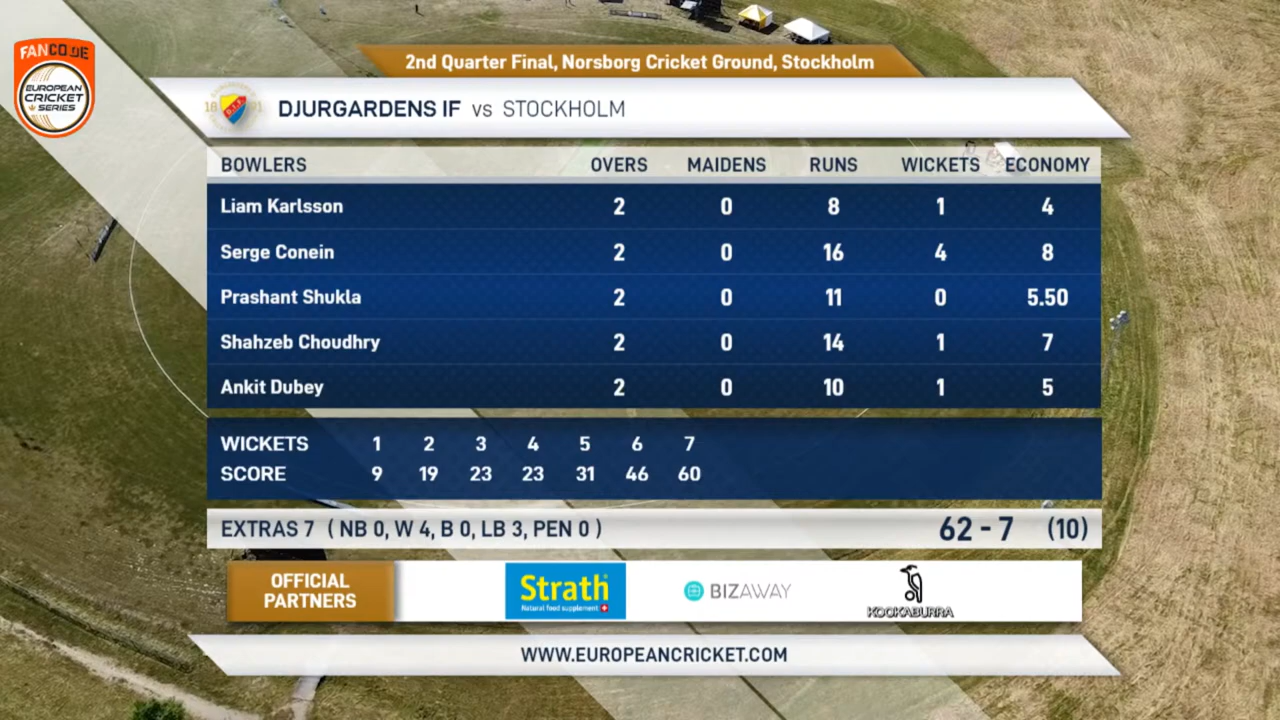 FANCODE
EUROPEAN
CRICKET
SERIES
2nd Quarter Final, Norsborg Cricket Ground, Stockholm
18 D.I.F. 91
DJURGARDENS IF vs STOCKHOLM
BOWLERS OVERS MAIDENS RUNS WICKETS ECONOMY
Liam Karlsson 2 0 8 1 4
Serge Conein 2 0 16 4 8
Prashant Shukla 2 0 11 0 5.50
Shahzeb Choudhry 2 0 14 1 7
Ankit Dubey 2 0 10 1 5
WICKETS 1 2 3 4 5 6 7
SCORE 9 19 23 23 31 46 60
EXTRAS 7 ( NB 0, W 4, B 0, LB 3, PEN 0 ) 62 - 7 (10)
OFFICIAL
PARTNERS
Strath
Natural food supplement
BIZAWAY
KOOKABURRA
WWW.EUROPEANCRICKET.COM